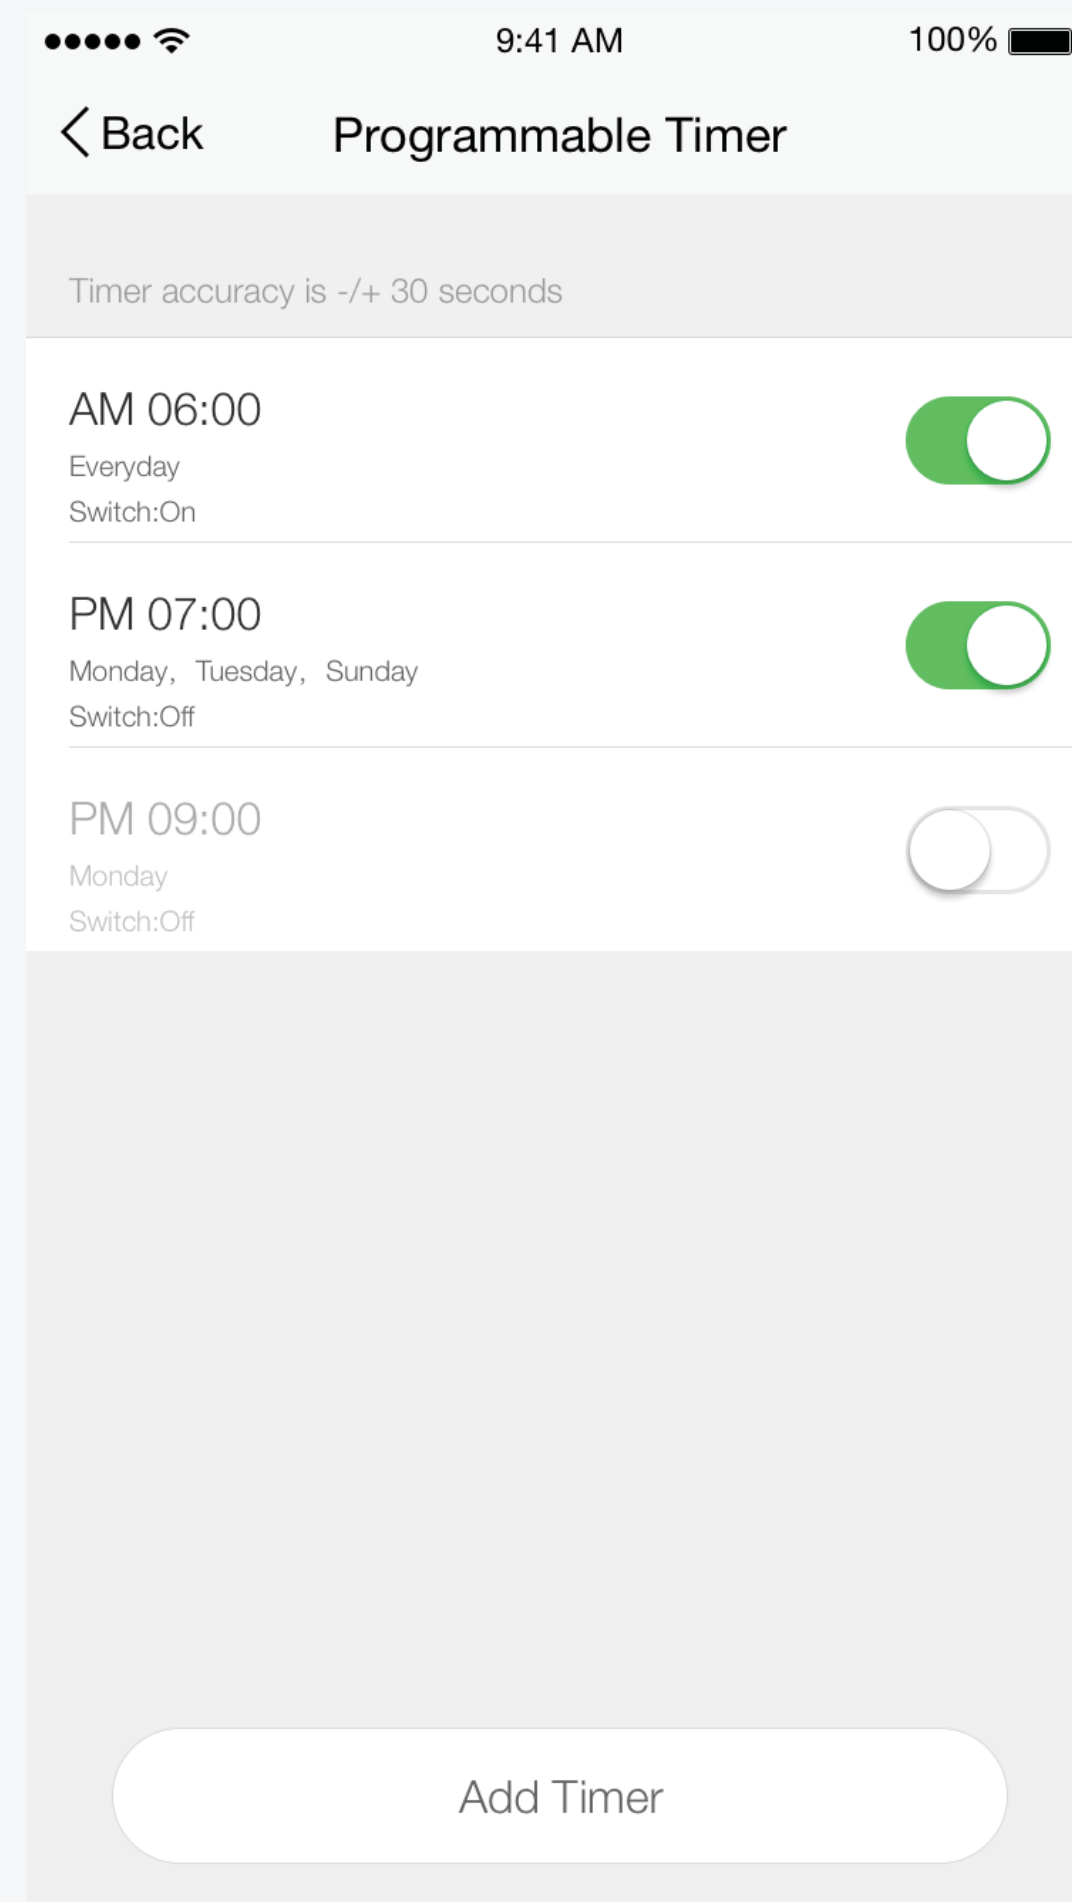 9:41 AM 100%
Back Programmable Timer
Timer accuracy is -/+ 30 seconds
AM 06:00
Everyday
Switch:On
PM 07:00
Monday, Tuesday, Sunday
Switch:Off
PM 09:00
Monday
Switch:Off
Add Timer